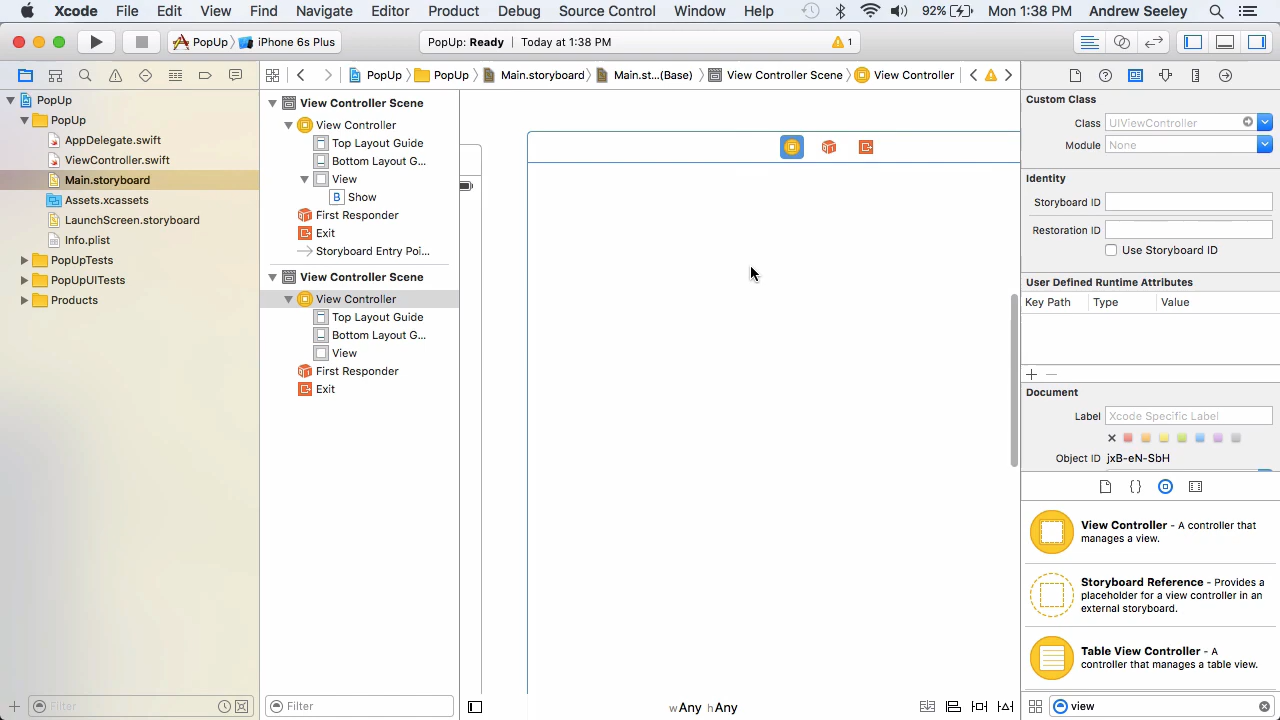 Xcode File Edit View Find Navigate Editor Product Debug Source Control Window Help 92% Mon 1:38 PM Andrew Seeley
PopUp iPhone 6s Plus PopUp: Ready | Today at 1:38 PM 1
PopUp PopUp Main.storyboard Main.st...(Base) View Controller Scene View Controller
PopUp
PopUp
AppDelegate.swift
ViewController.swift
Main.storyboard
Assets.xcassets
LaunchScreen.storyboard
Info.plist
PopUpTests
PopUpUITests
Products
Filter
View Controller Scene
View Controller
Top Layout Guide
Bottom Layout G...
View
B Show
First Responder
Exit
Storyboard Entry Poi...
View Controller Scene
View Controller
Top Layout Guide
Bottom Layout G...
View
First Responder
Exit
Filter
wAny hAny
Custom Class
Class UIViewController
Module None
Identity
Storyboard ID
Restoration ID
Use Storyboard ID
User Defined Runtime Attributes
Key Path Type Value
Document
Label Xcode Specific Label
Object ID jxB-eN-SbH
View Controller - A controller that
manages a view.
Storyboard Reference - Provides a
placeholder for a view controller in an
external storyboard.
Table View Controller - A
controller that manages a table view.
view